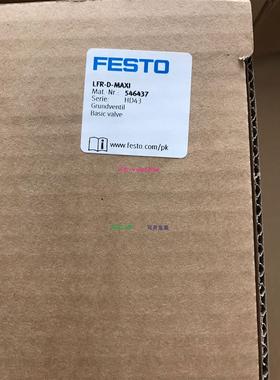 FESTO
LFR-D-MAXI
Mat. Nr.: 546437
Serie: HD43
Grundventil
Basic valve
www.festo.com/pk